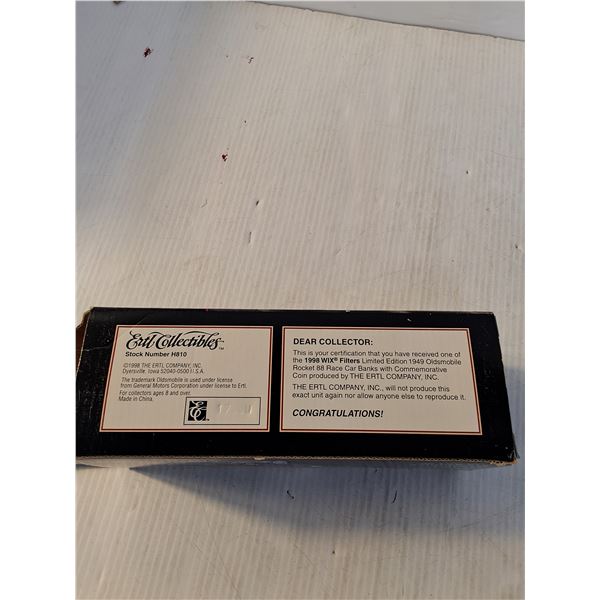 Ertl Collectibles™
Stock Number H810
©1998 THE ERTL COMPANY, INC.
Dyersville, Iowa 52040-0500 U.S.A.
The trademark Oldsmobile is used under license
from General Motors Corporation under license to Ertl.
For collectors ages 8 and over.
Made in China.
DEAR COLLECTOR:
This is your certification that you have received one of
the 1998 WIX® Filters Limited Edition 1949 Oldsmobile
Rocket 88 Race Car Banks with Commemorative
Coin produced by THE ERTL COMPANY, INC.
THE ERTL COMPANY, INC., will not produce this
exact unit again nor allow anyone else to reproduce it.
CONGRATULATIONS!